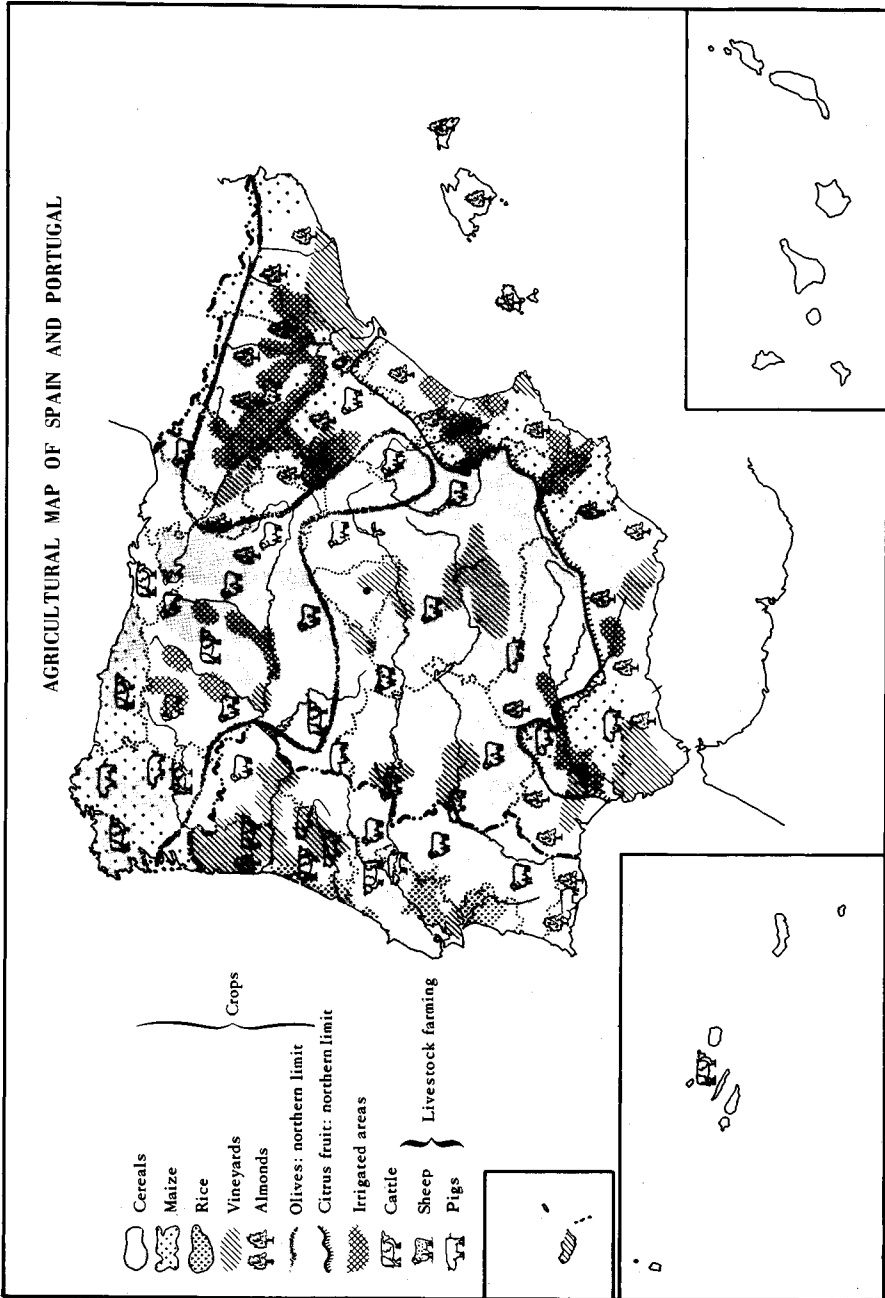 AGRICULTURAL MAP OF SPAIN AND PORTUGAL
Cereals
Maize
Rice
Vineyards
Almonds
Olives: northern limit
Citrus fruit: northern limit
Crops
Irrigated areas
Cattle
Sheep
Pigs
Livestock farming